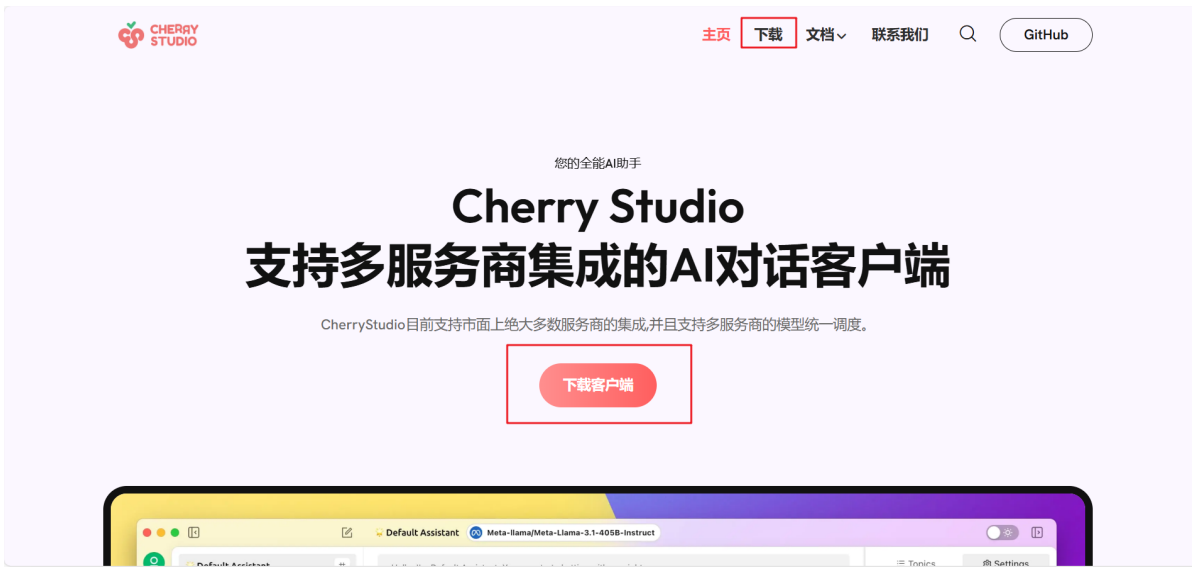 CHERRY
STUDIO
主页 下载 文档 联系我们 GitHub
您的全能AI助手
Cherry Studio
支持多服务商集成的AI对话客户端
CherryStudio目前支持市面上绝大多数服务商的集成,并且支持多服务商的模型统一调度。
下载客户端
Default Assistant Meta-llama/Meta-Llama-3.1-405B-Instruct
Default Assistant # Topics Settings